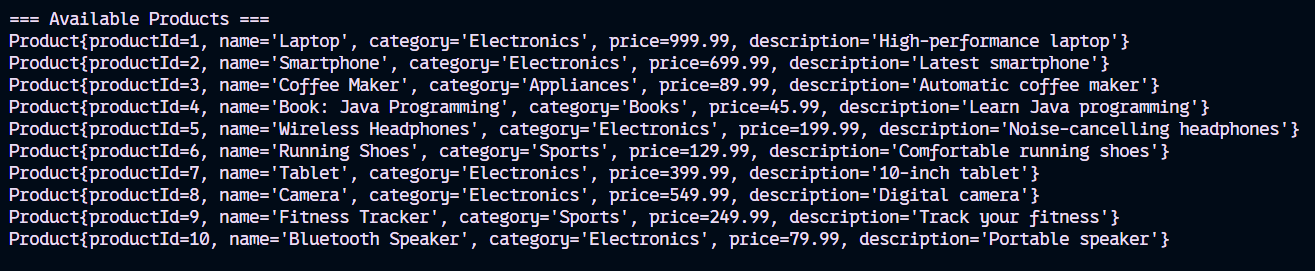 === Available Products ===
Product{productId=1, name='Laptop', category='Electronics', price=999.99, description='High-performance laptop'}
Product{productId=2, name='Smartphone', category='Electronics', price=699.99, description='Latest smartphone'}
Product{productId=3, name='Coffee Maker', category='Appliances', price=89.99, description='Automatic coffee maker'}
Product{productId=4, name='Book: Java Programming', category='Books', price=45.99, description='Learn Java programming'}
Product{productId=5, name='Wireless Headphones', category='Electronics', price=199.99, description='Noise-cancelling headphones'}
Product{productId=6, name='Running Shoes', category='Sports', price=129.99, description='Comfortable running shoes'}
Product{productId=7, name='Tablet', category='Electronics', price=399.99, description='10-inch tablet'}
Product{productId=8, name='Camera', category='Electronics', price=549.99, description='Digital camera'}
Product{productId=9, name='Fitness Tracker', category='Sports', price=249.99, description='Track your fitness'}
Product{productId=10, name='Bluetooth Speaker', category='Electronics', price=79.99, description='Portable speaker'}